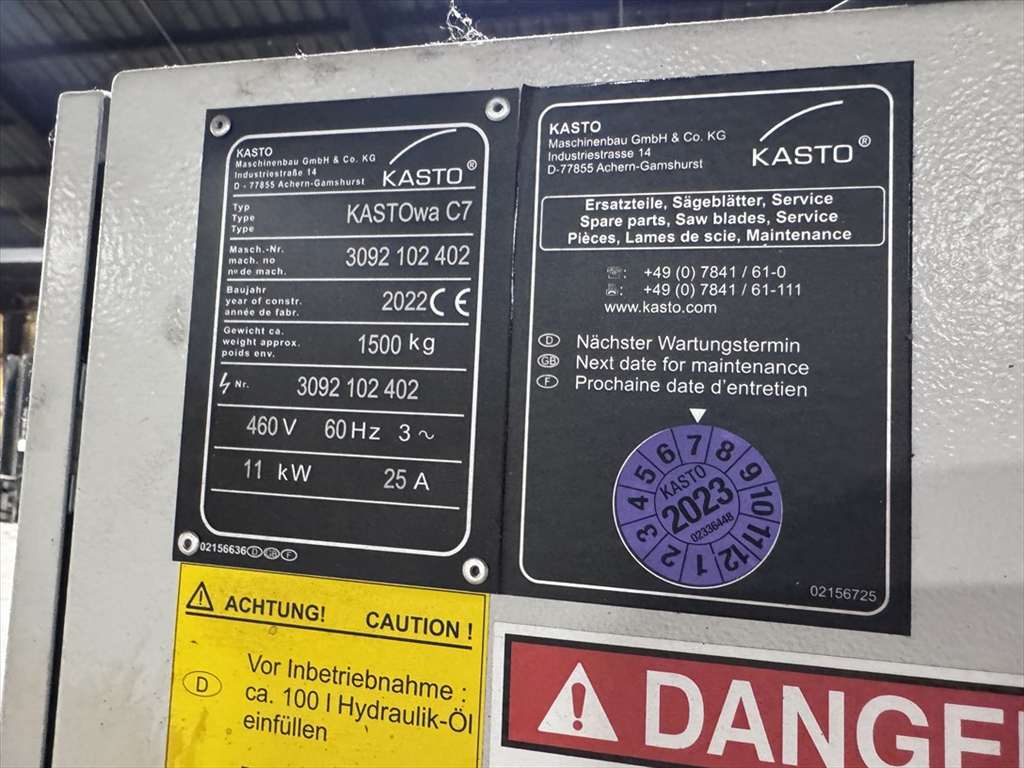 KASTO
Maschinenbau GmbH & Co. KG
Industriestraße 14
D - 77855 Achern-Gamshurst
KASTO®
Typ
Type
Type
KASTOwa C7
Masch.-Nr.
mach. no
nº de mach.
3092 102 402
Baujahr
year of constr.
année de fabr.
2022 CE
Gewicht ca.
weight approx.
poids env.
1500 kg
Nr. 3092 102 402
460 V 60 Hz 3 ~
11 kW 25 A
02156636 D GB F
KASTO
Maschinenbau GmbH & Co. KG
Industriestrasse 14
D-77855 Achern-Gamshurst
KASTO®
Ersatzteile, Sägeblätter, Service
Spare parts, Saw blades, Service
Pièces, Lames de scie, Maintenance
☎: +49 (0) 7841 / 61-0
: +49 (0) 7841 / 61-111
www.kasto.com
D Nächster Wartungstermin
GB Next date for maintenance
F Prochaine date d'entretien
1 2 3 4 5 6 7 8 9 10 11 12
KASTO
2023
02336448
02156725
ACHTUNG! CAUTION !
D Vor Inbetriebnahme :
ca. 100 l Hydraulik-Öl
einfüllen
DANGE